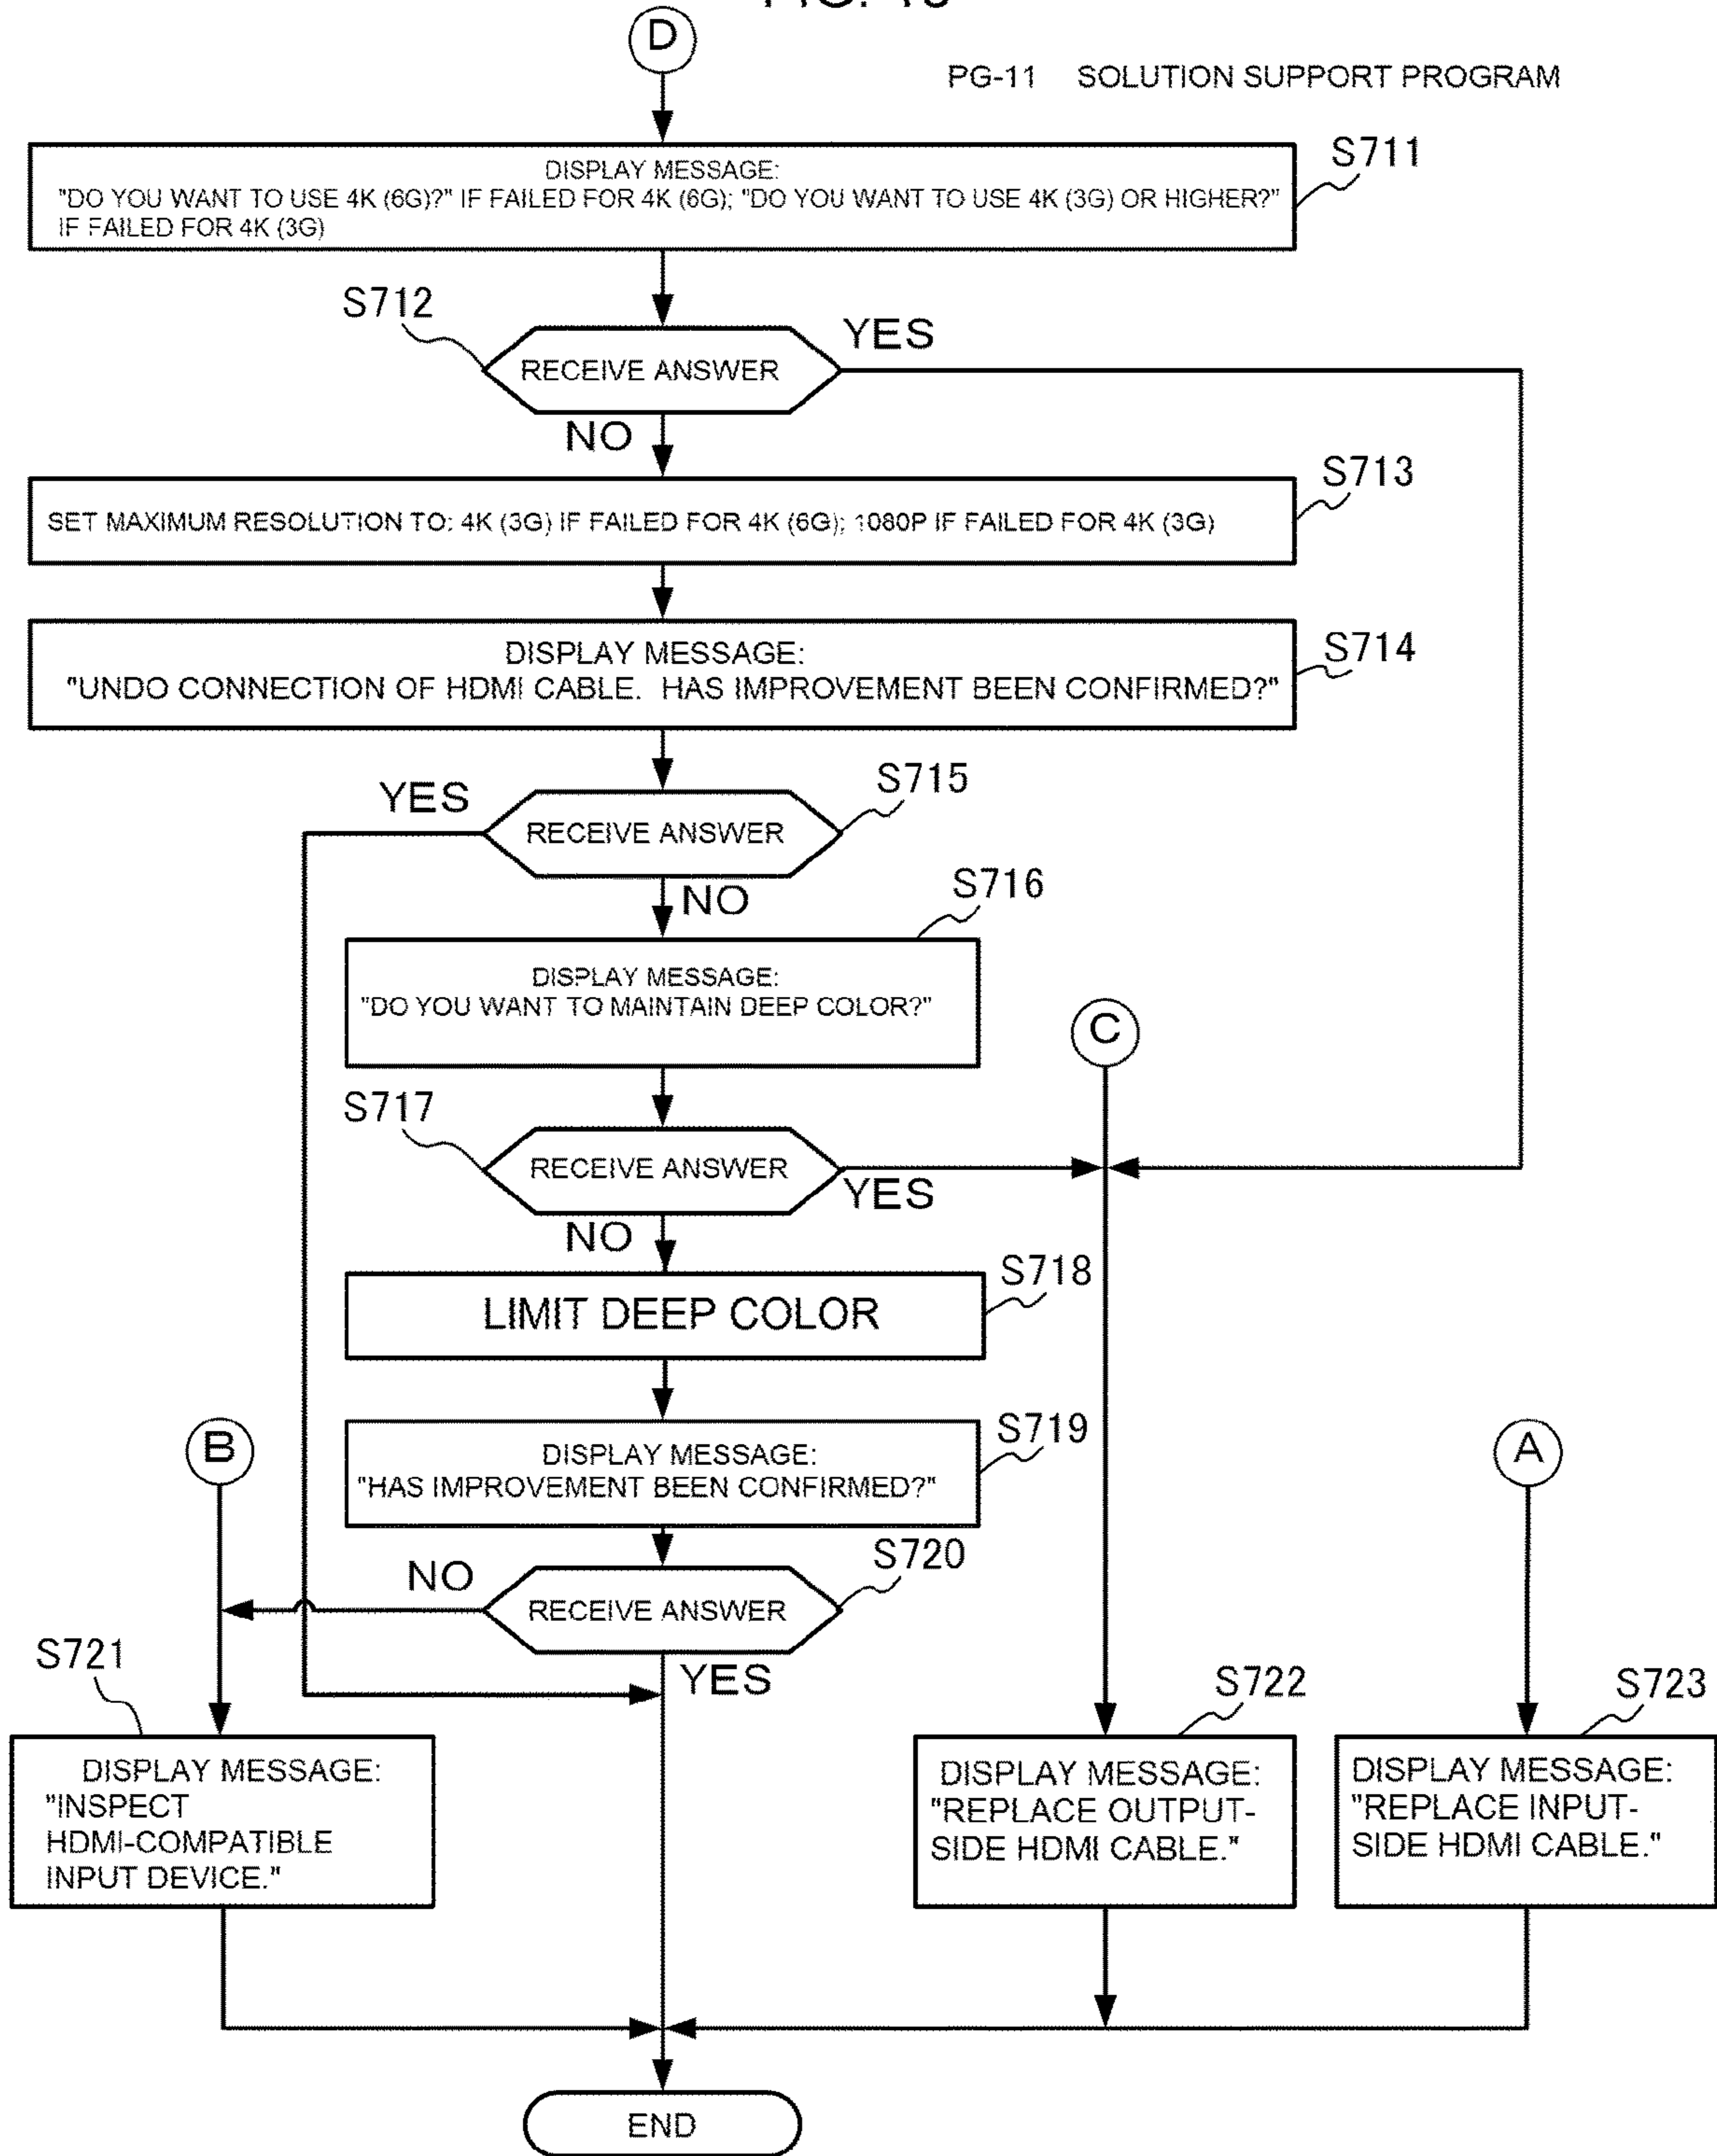 D
PG-11 SOLUTION SUPPORT PROGRAM
S711
DISPLAY MESSAGE:
"DO YOU WANT TO USE 4K (6G)?" IF FAILED FOR 4K (6G); "DO YOU WANT TO USE 4K (3G) OR HIGHER?"
IF FAILED FOR 4K (3G)
S712
YES
RECEIVE ANSWER
NO
S713
SET MAXIMUM RESOLUTION TO: 4K (3G) IF FAILED FOR 4K (6G); 1080P IF FAILED FOR 4K (3G)
S714
DISPLAY MESSAGE:
"UNDO CONNECTION OF HDMI CABLE. HAS IMPROVEMENT BEEN CONFIRMED?"
S715
YES
RECEIVE ANSWER
NO
S716
DISPLAY MESSAGE:
"DO YOU WANT TO MAINTAIN DEEP COLOR?"
C
S717
RECEIVE ANSWER
YES
NO
S718
LIMIT DEEP COLOR
S719
DISPLAY MESSAGE:
"HAS IMPROVEMENT BEEN CONFIRMED?"
B
A
S720
NO
RECEIVE ANSWER
YES
S721
DISPLAY MESSAGE:
"INSPECT
HDMI-COMPATIBLE
INPUT DEVICE."
S722
DISPLAY MESSAGE:
"REPLACE OUTPUT-
SIDE HDMI CABLE."
S723
DISPLAY MESSAGE:
"REPLACE INPUT-
SIDE HDMI CABLE."
END